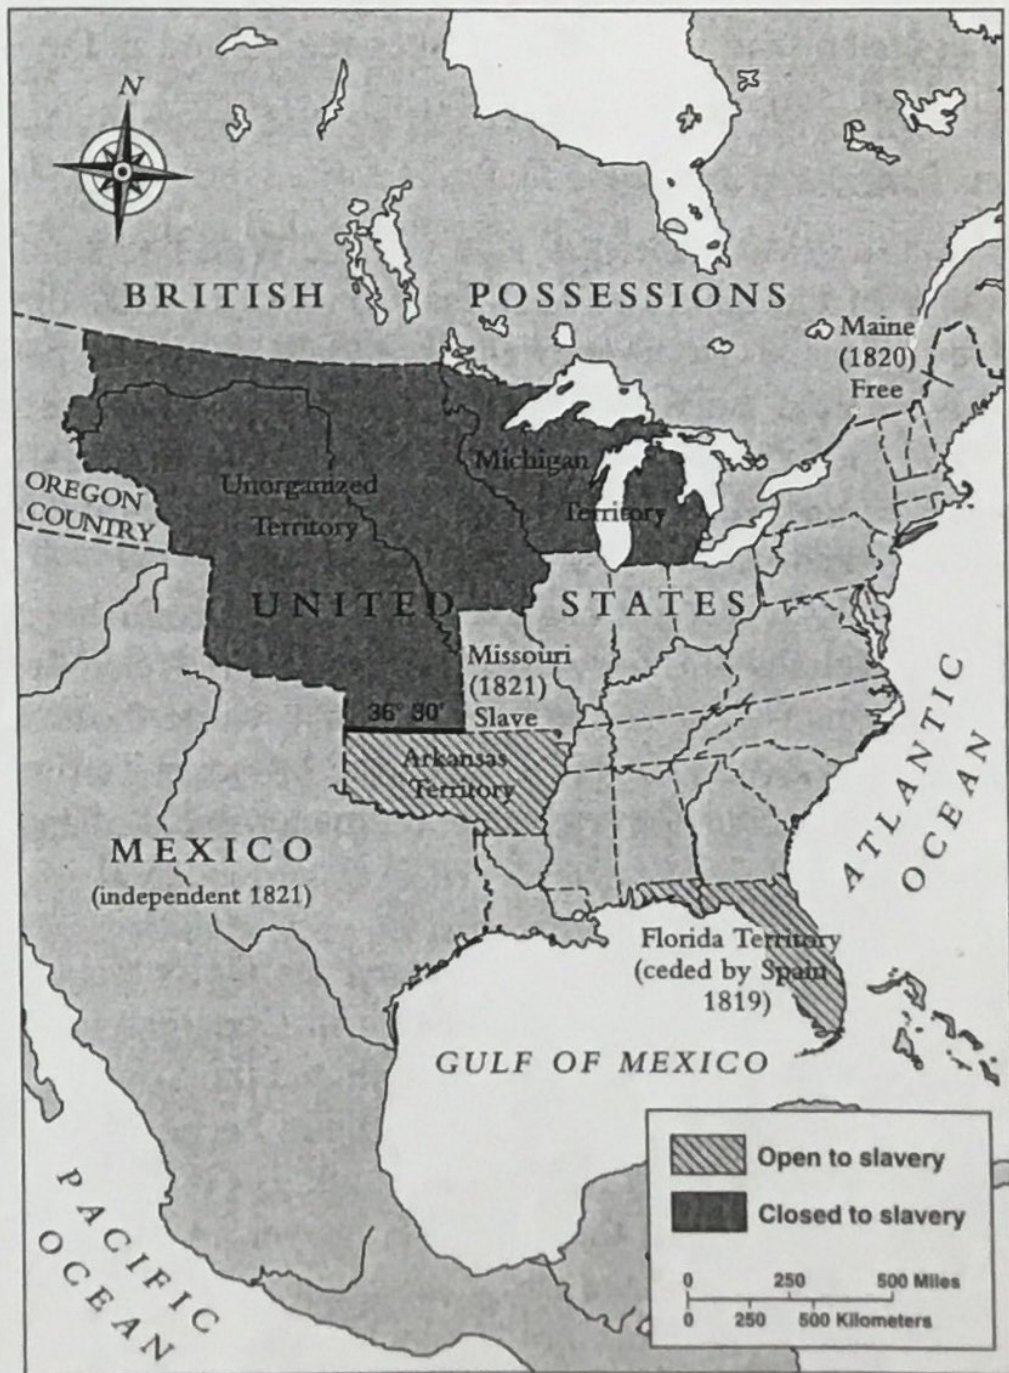 N
BRITISH POSSESSIONS
Maine
(1820)
Free
OREGON
COUNTRY
Unorganized
Territory
Michigan
Territory
UNITED STATES
Missouri
(1821)
Slave
36° 30'
Arkansas
Territory
MEXICO
(independent 1821)
ATLANTIC
OCEAN
Florida Territory
(ceded by Spain
1819)
GULF OF MEXICO
PACIFIC
OCEAN
Open to slavery
Closed to slavery
0 250 500 Miles
0 250 500 Kilometers